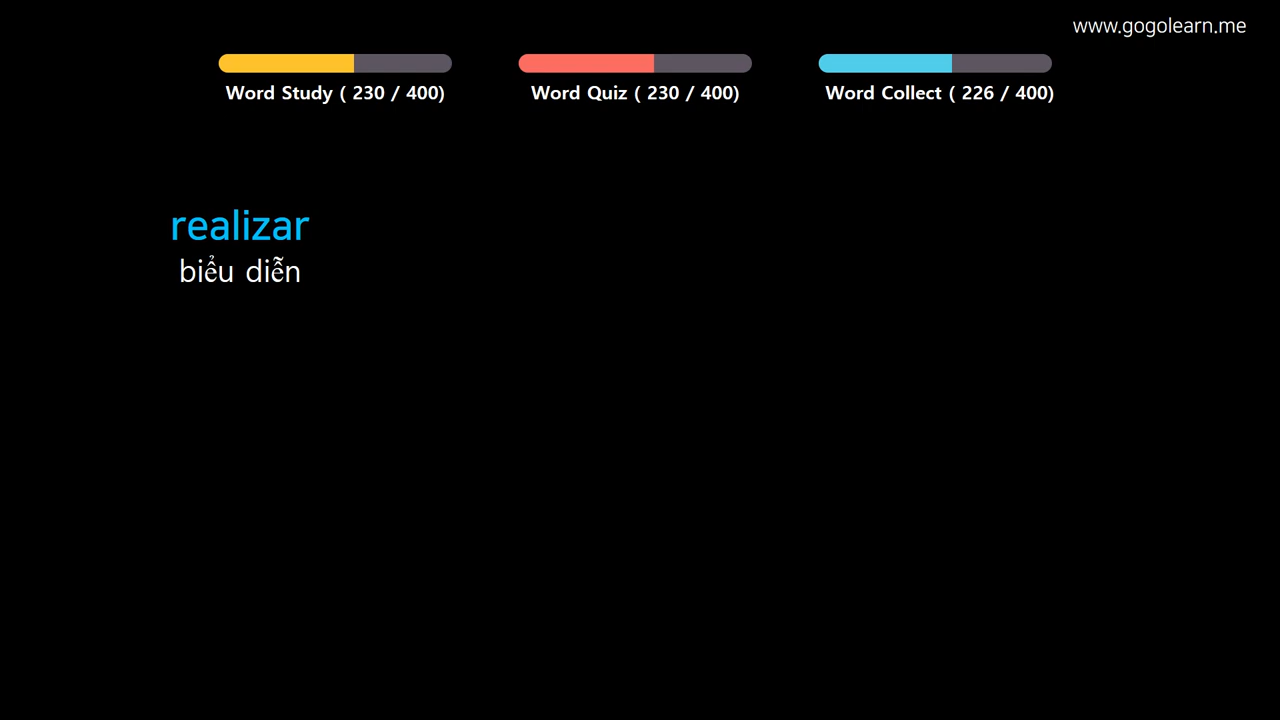 www.gogolearn.me
Word Study ( 230 / 400)
Word Quiz ( 230 / 400)
Word Collect ( 226 / 400)
realizar
biểu diễn